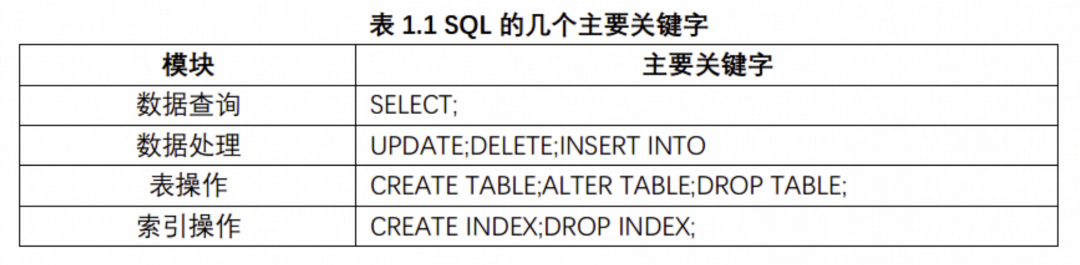 表 1.1 SQL 的几个主要关键字
模块 主要关键字
数据查询 SELECT;
数据处理 UPDATE;DELETE;INSERT INTO
表操作 CREATE TABLE;ALTER TABLE;DROP TABLE;
索引操作 CREATE INDEX;DROP INDEX;